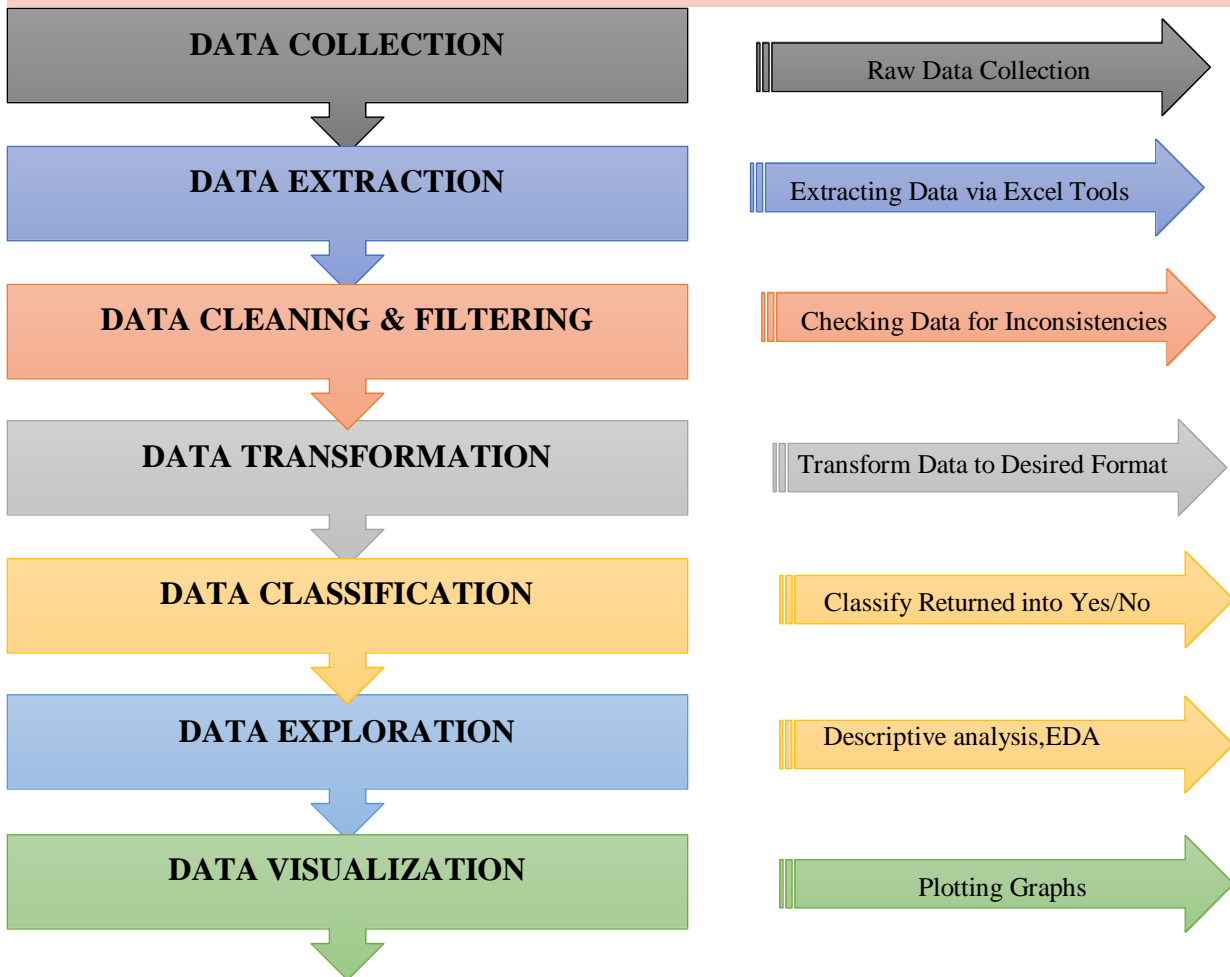 DATA COLLECTION
Raw Data Collection
DATA EXTRACTION
Extracting Data via Excel Tools
DATA CLEANING & FILTERING
Checking Data for Inconsistencies
DATA TRANSFORMATION
Transform Data to Desired Format
DATA CLASSIFICATION
Classify Returned into Yes/No
DATA EXPLORATION
Descriptive analysis,EDA
DATA VISUALIZATION
Plotting Graphs